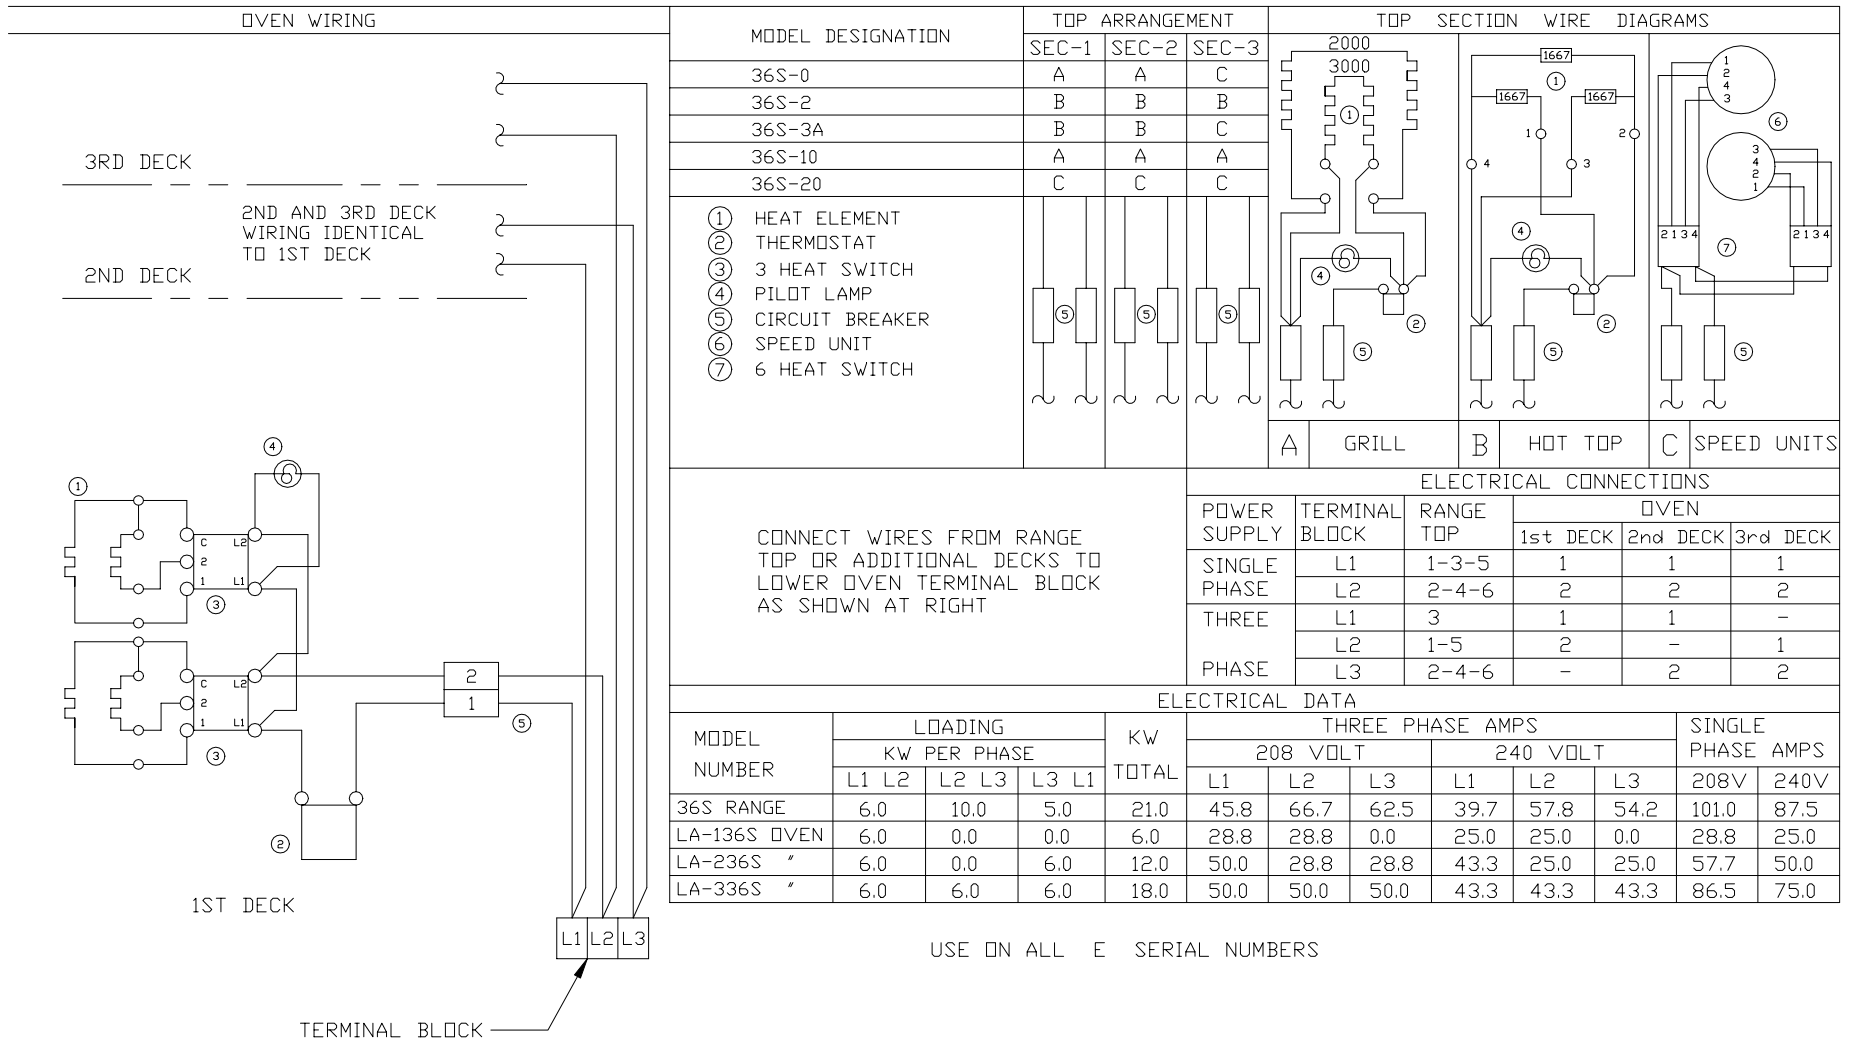 OVEN WIRING
3RD DECK
2ND AND 3RD DECK
WIRING IDENTICAL
TO 1ST DECK
2ND DECK
4
1
C L2
2
1 L1
3
C L2
2
1 L1
3
2
1
5
2
1ST DECK
L1 L2 L3
TERMINAL BLOCK
MODEL DESIGNATION
TOP ARRANGEMENT
SEC-1 SEC-2 SEC-3
36S-0 A A C
36S-2 B B B
36S-3A B B C
36S-10 A A A
36S-20 C C C
1 HEAT ELEMENT
2 THERMOSTAT
3 3 HEAT SWITCH
4 PILOT LAMP
5 CIRCUIT BREAKER
6 SPEED UNIT
7 6 HEAT SWITCH
5 5 5
TOP SECTION WIRE DIAGRAMS
2000
3000
1
4
2
5
A GRILL
1667
1
1667 1667
1 2
4 3
4
2
5
B HOT TOP
1
2
4
3
6
3
4
2
1
2 1 3 4
7
2 1 3 4
5
C SPEED UNITS
CONNECT WIRES FROM RANGE
TOP OR ADDITIONAL DECKS TO
LOWER OVEN TERMINAL BLOCK
AS SHOWN AT RIGHT
ELECTRICAL CONNECTIONS
POWER SUPPLY TERMINAL BLOCK RANGE TOP OVEN
1st DECK 2nd DECK 3rd DECK
SINGLE L1 1-3-5 1 1 1
PHASE L2 2-4-6 2 2 2
THREE L1 3 1 1 -
L2 1-5 2 - 1
PHASE L3 2-4-6 - 2 2
ELECTRICAL DATA
MODEL NUMBER LOADING KW TOTAL THREE PHASE AMPS SINGLE PHASE AMPS
KW PER PHASE 208 VOLT 240 VOLT
L1 L2 L2 L3 L3 L1 L1 L2 L3 L1 L2 L3 208V 240V
36S RANGE 6.0 10.0 5.0 21.0 45.8 66.7 62.5 39.7 57.8 54.2 101.0 87.5
LA-136S OVEN 6.0 0.0 0.0 6.0 28.8 28.8 0.0 25.0 25.0 0.0 28.8 25.0
LA-236S " 6.0 0.0 6.0 12.0 50.0 28.8 28.8 43.3 25.0 25.0 57.7 50.0
LA-336S " 6.0 6.0 6.0 18.0 50.0 50.0 50.0 43.3 43.3 43.3 86.5 75.0
USE ON ALL E SERIAL NUMBERS